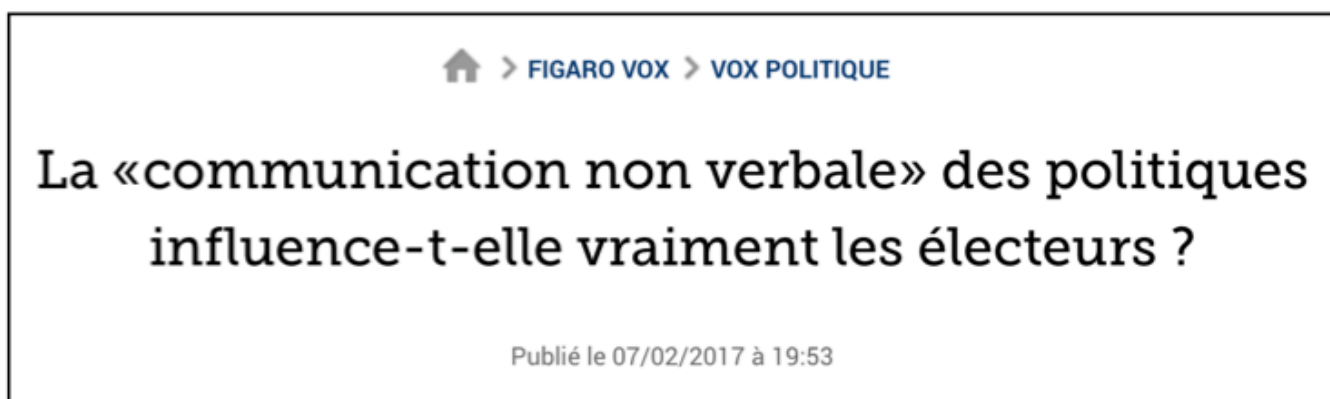 > FIGARO VOX > VOX POLITIQUE
La «communication non verbale» des politiques
influence-t-elle vraiment les électeurs ?
Publié le 07/02/2017 à 19:53